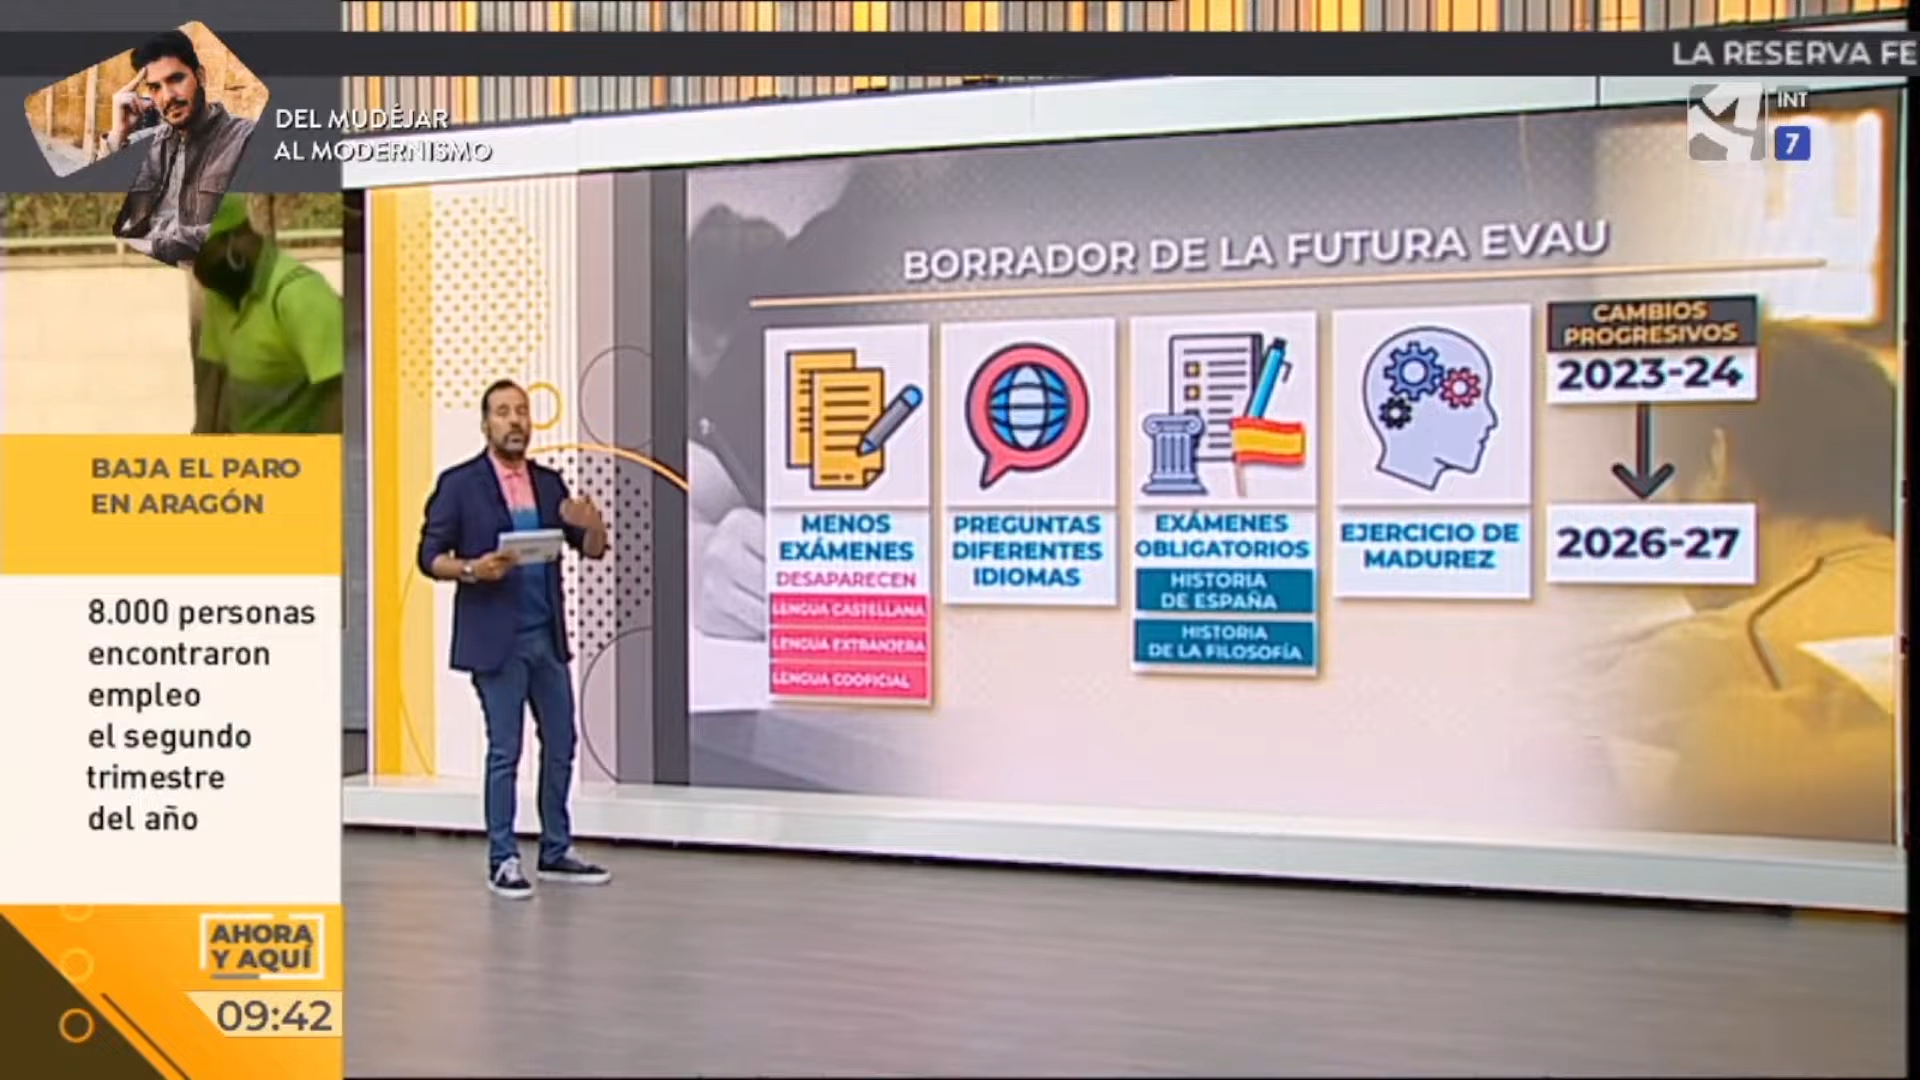 LA RESERVA FE
DEL MUDÉJAR
AL MODERNISMO
INT
7
BAJA EL PARO
EN ARAGÓN
8.000 personas
encontraron
empleo
el segundo
trimestre
del año
AHORA
Y AQUÍ
09:42
BORRADOR DE LA FUTURA EVAU
MENOS
EXÁMENES
DESAPARECEN
LENGUA CASTELLANA
LENGUA EXTRANJERA
LENGUA COOFICIAL
PREGUNTAS
DIFERENTES
IDIOMAS
EXÁMENES
OBLIGATORIOS
HISTORIA
DE ESPAÑA
HISTORIA
DE LA FILOSOFÍA
EJERCICIO DE
MADUREZ
CAMBIOS
PROGRESIVOS
2023-24
2026-27